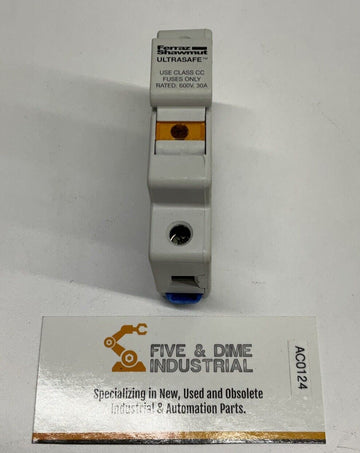 Ferraz
Shawmut
ULTRASAFE™
USE CLASS CC
FUSES ONLY
RATED: 600V, 30A
FIVE & DIME
INDUSTRIAL
Specializing in New, Used and Obsolete
Industrial & Automation Parts.
AC0124